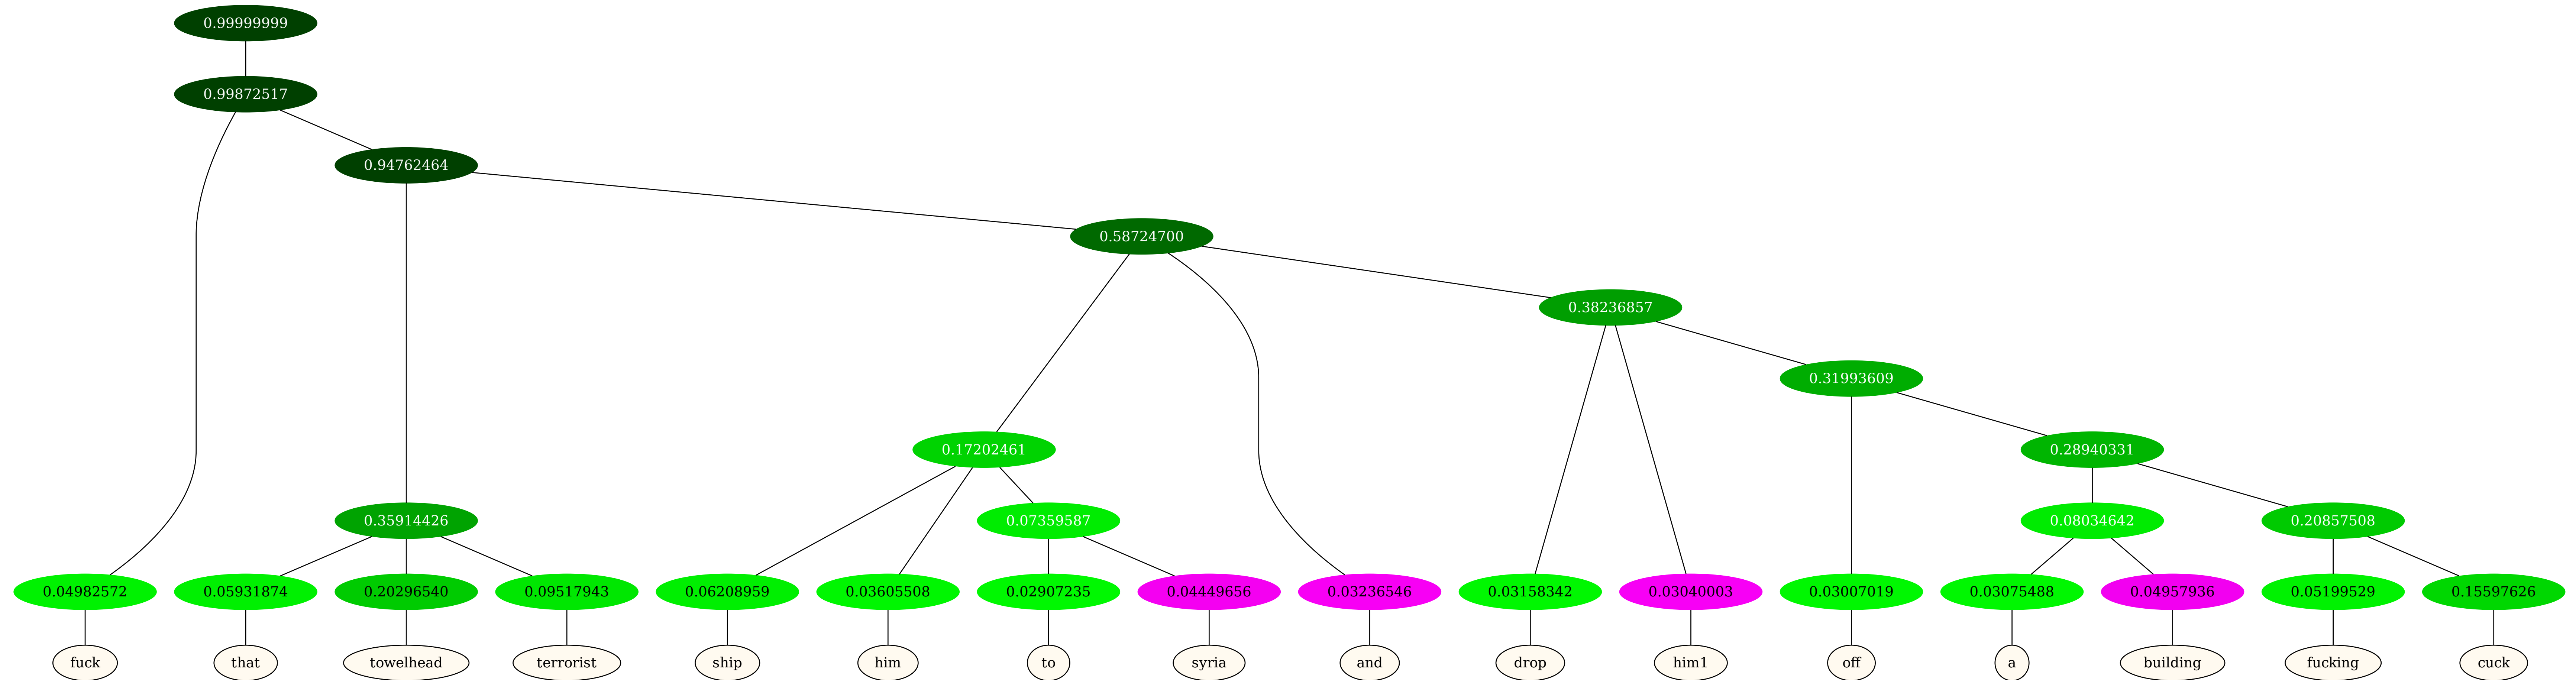 0.99999999
0.99872517
0.94762464
0.58724700
0.38236857
0.31993609
0.17202461 0.28940331
0.35914426 0.07359587 0.08034642 0.20857508
0.04982572 0.05931874 0.20296540 0.09517943 0.06208959 0.03605508 0.02907235 0.04449656 0.03236546 0.03158342 0.03040003 0.03007019 0.03075488 0.04957936 0.05199529 0.15597626
fuck that towelhead terrorist ship him to syria and drop him1 off a building fucking cuck